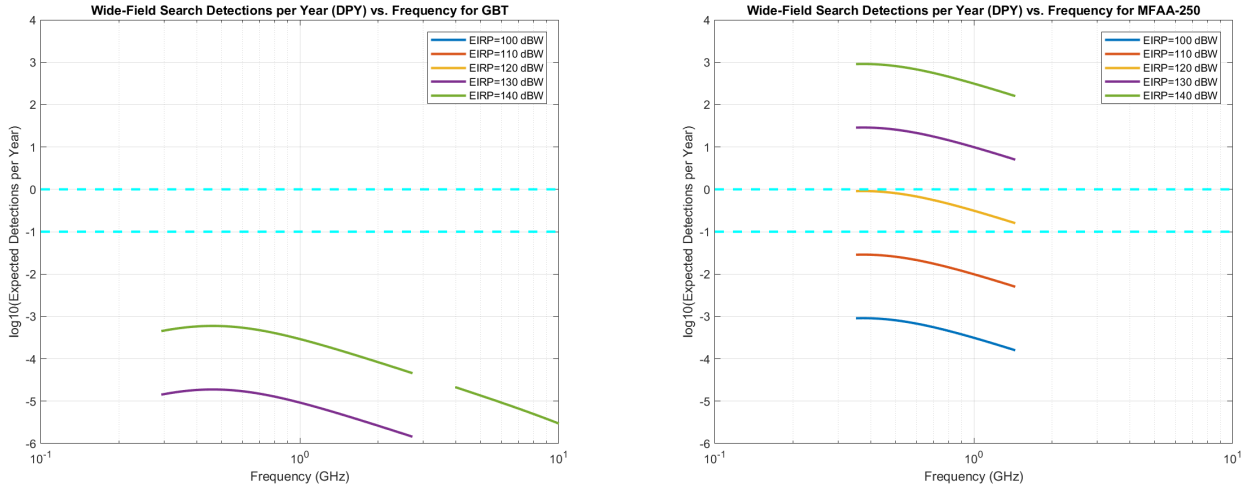 Wide-Field Search Detections per Year (DPY) vs. Frequency for GBT
4
3
2
1
0
-1
-2
-3
-4
-5
-6
log10(Expected Detections per Year)
EIRP=100 dBW
EIRP=110 dBW
EIRP=120 dBW
EIRP=130 dBW
EIRP=140 dBW
10^-1
10^0
10^1
Frequency (GHz)
Wide-Field Search Detections per Year (DPY) vs. Frequency for MFAA-250
4
3
2
1
0
-1
-2
-3
-4
-5
-6
log10(Expected Detections per Year)
EIRP=100 dBW
EIRP=110 dBW
EIRP=120 dBW
EIRP=130 dBW
EIRP=140 dBW
10^-1
10^0
10^1
Frequency (GHz)